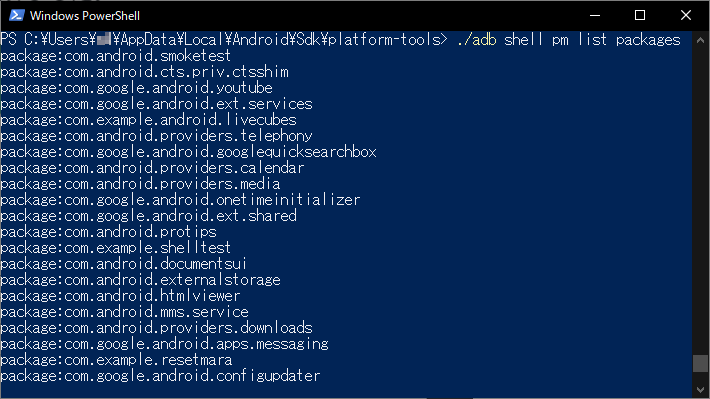 Windows PowerShell
PS C:¥Users¥ ¥AppData¥Local¥Android¥Sdk¥platform-tools> ./adb shell pm list packages
package:com.android.smoketest
package:com.android.cts.priv.ctsshim
package:com.google.android.youtube
package:com.google.android.ext.services
package:com.example.android.livecubes
package:com.android.providers.telephony
package:com.google.android.googlequicksearchbox
package:com.android.providers.calendar
package:com.android.providers.media
package:com.google.android.onetimeinitializer
package:com.google.android.ext.shared
package:com.android.protips
package:com.example.shelltest
package:com.android.documentsui
package:com.android.externalstorage
package:com.android.htmlviewer
package:com.android.mms.service
package:com.android.providers.downloads
package:com.google.android.apps.messaging
package:com.example.resetmara
package:com.google.android.configupdater